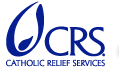 CRS.
CATHOLIC RELIEF SERVICES